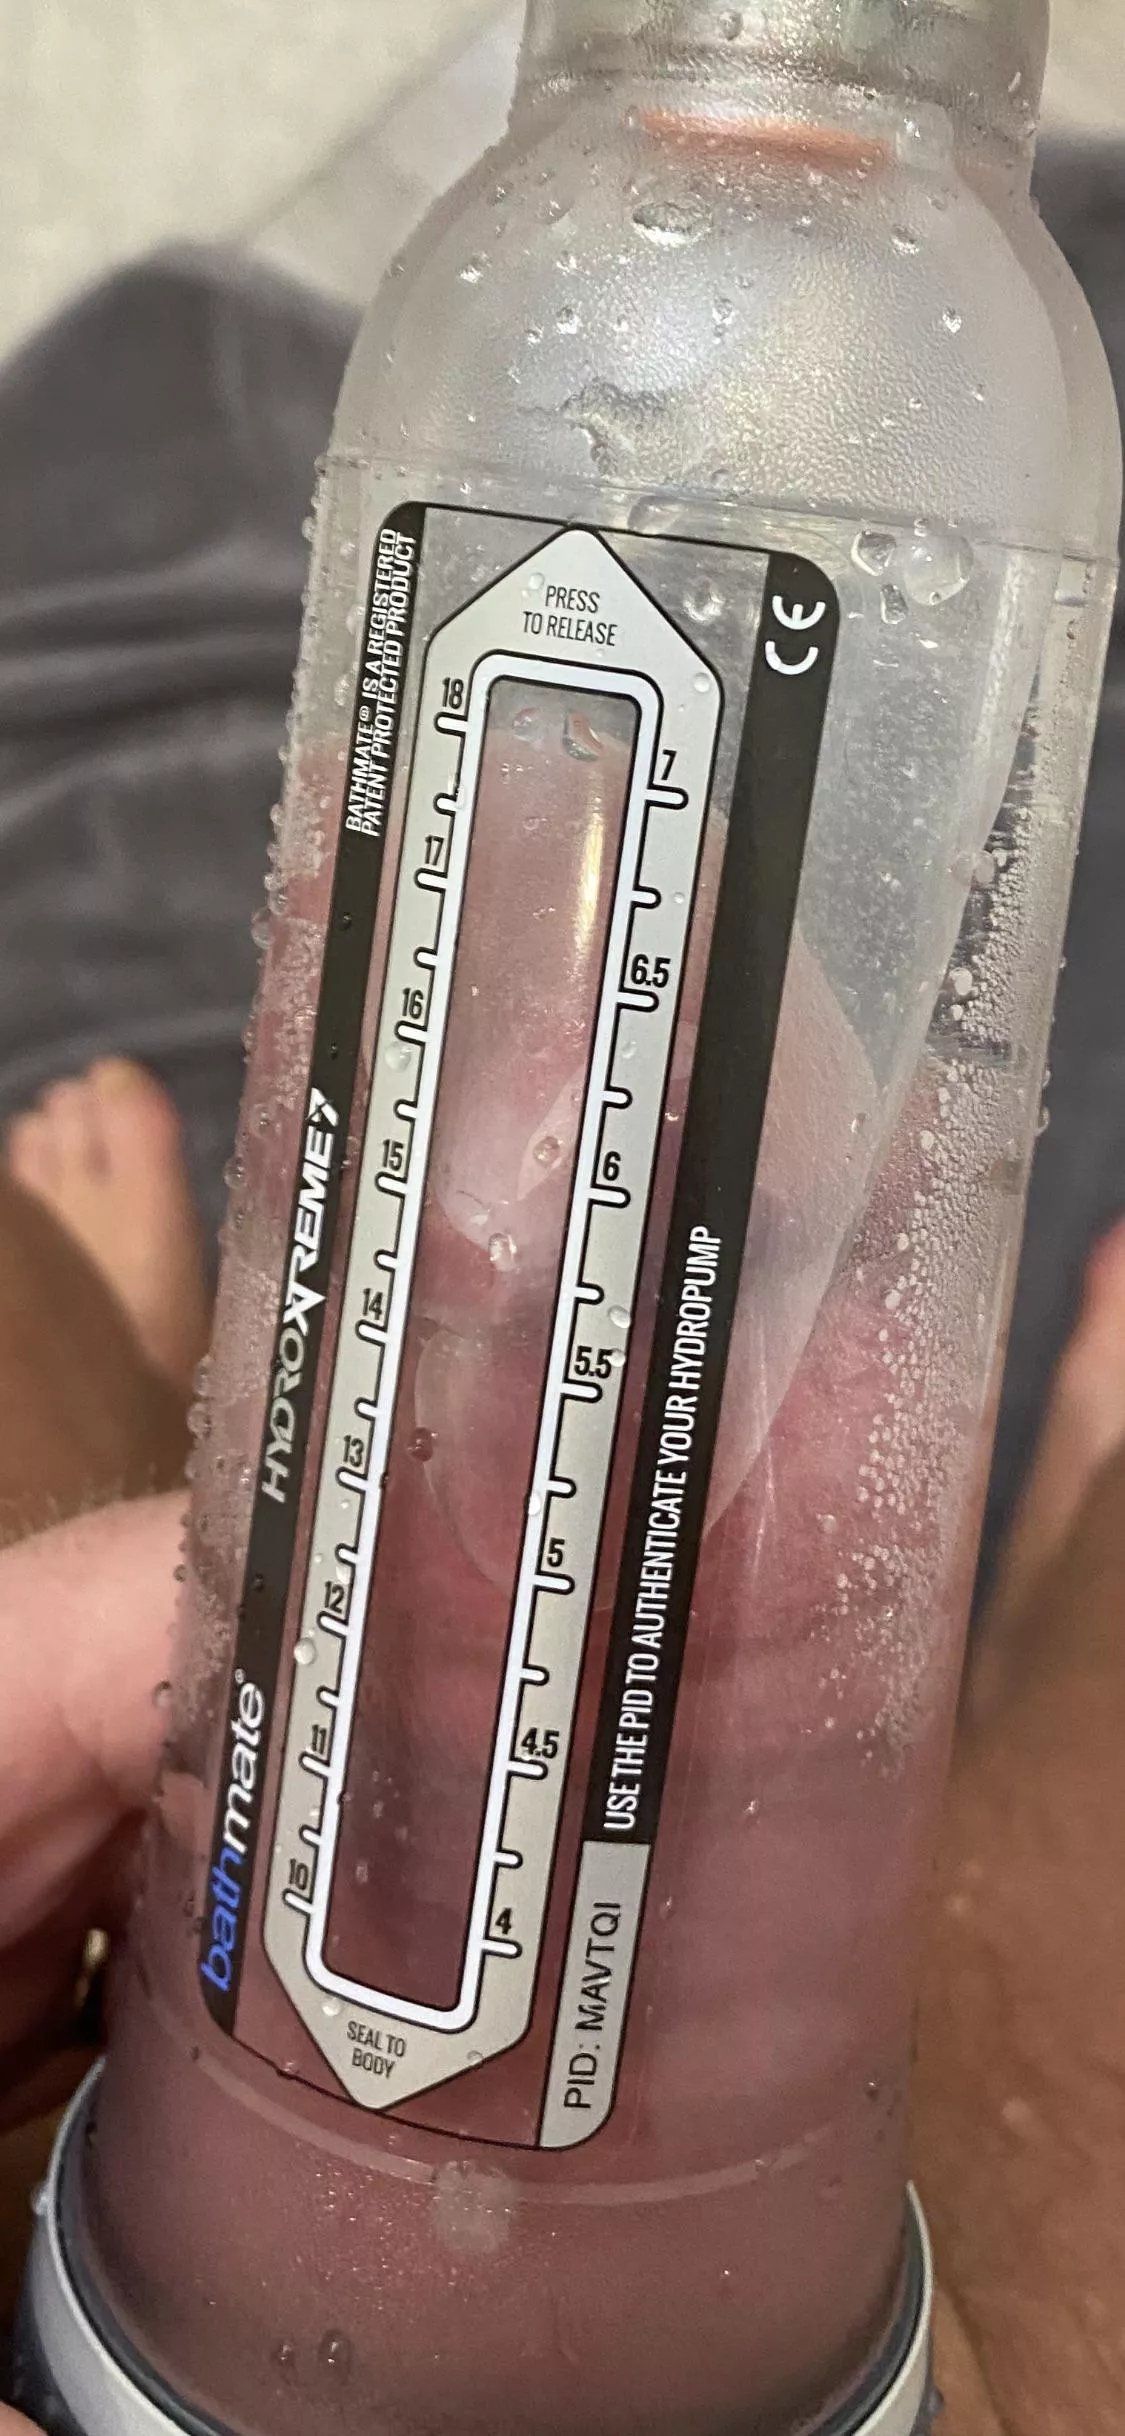 PRESS
TO RELEASE
BATHMATE® IS A REGISTERED
PATENT PROTECTED PRODUCT
CE
18
7
17
6.5
16
6
15
5.5
14
13
5
12
4.5
11
4
10
HYDROXTREME7
bathmate®
USE THE PID TO AUTHENTICATE YOUR HYDROPUMP
PID: MAVTQI
SEAL TO
BODY